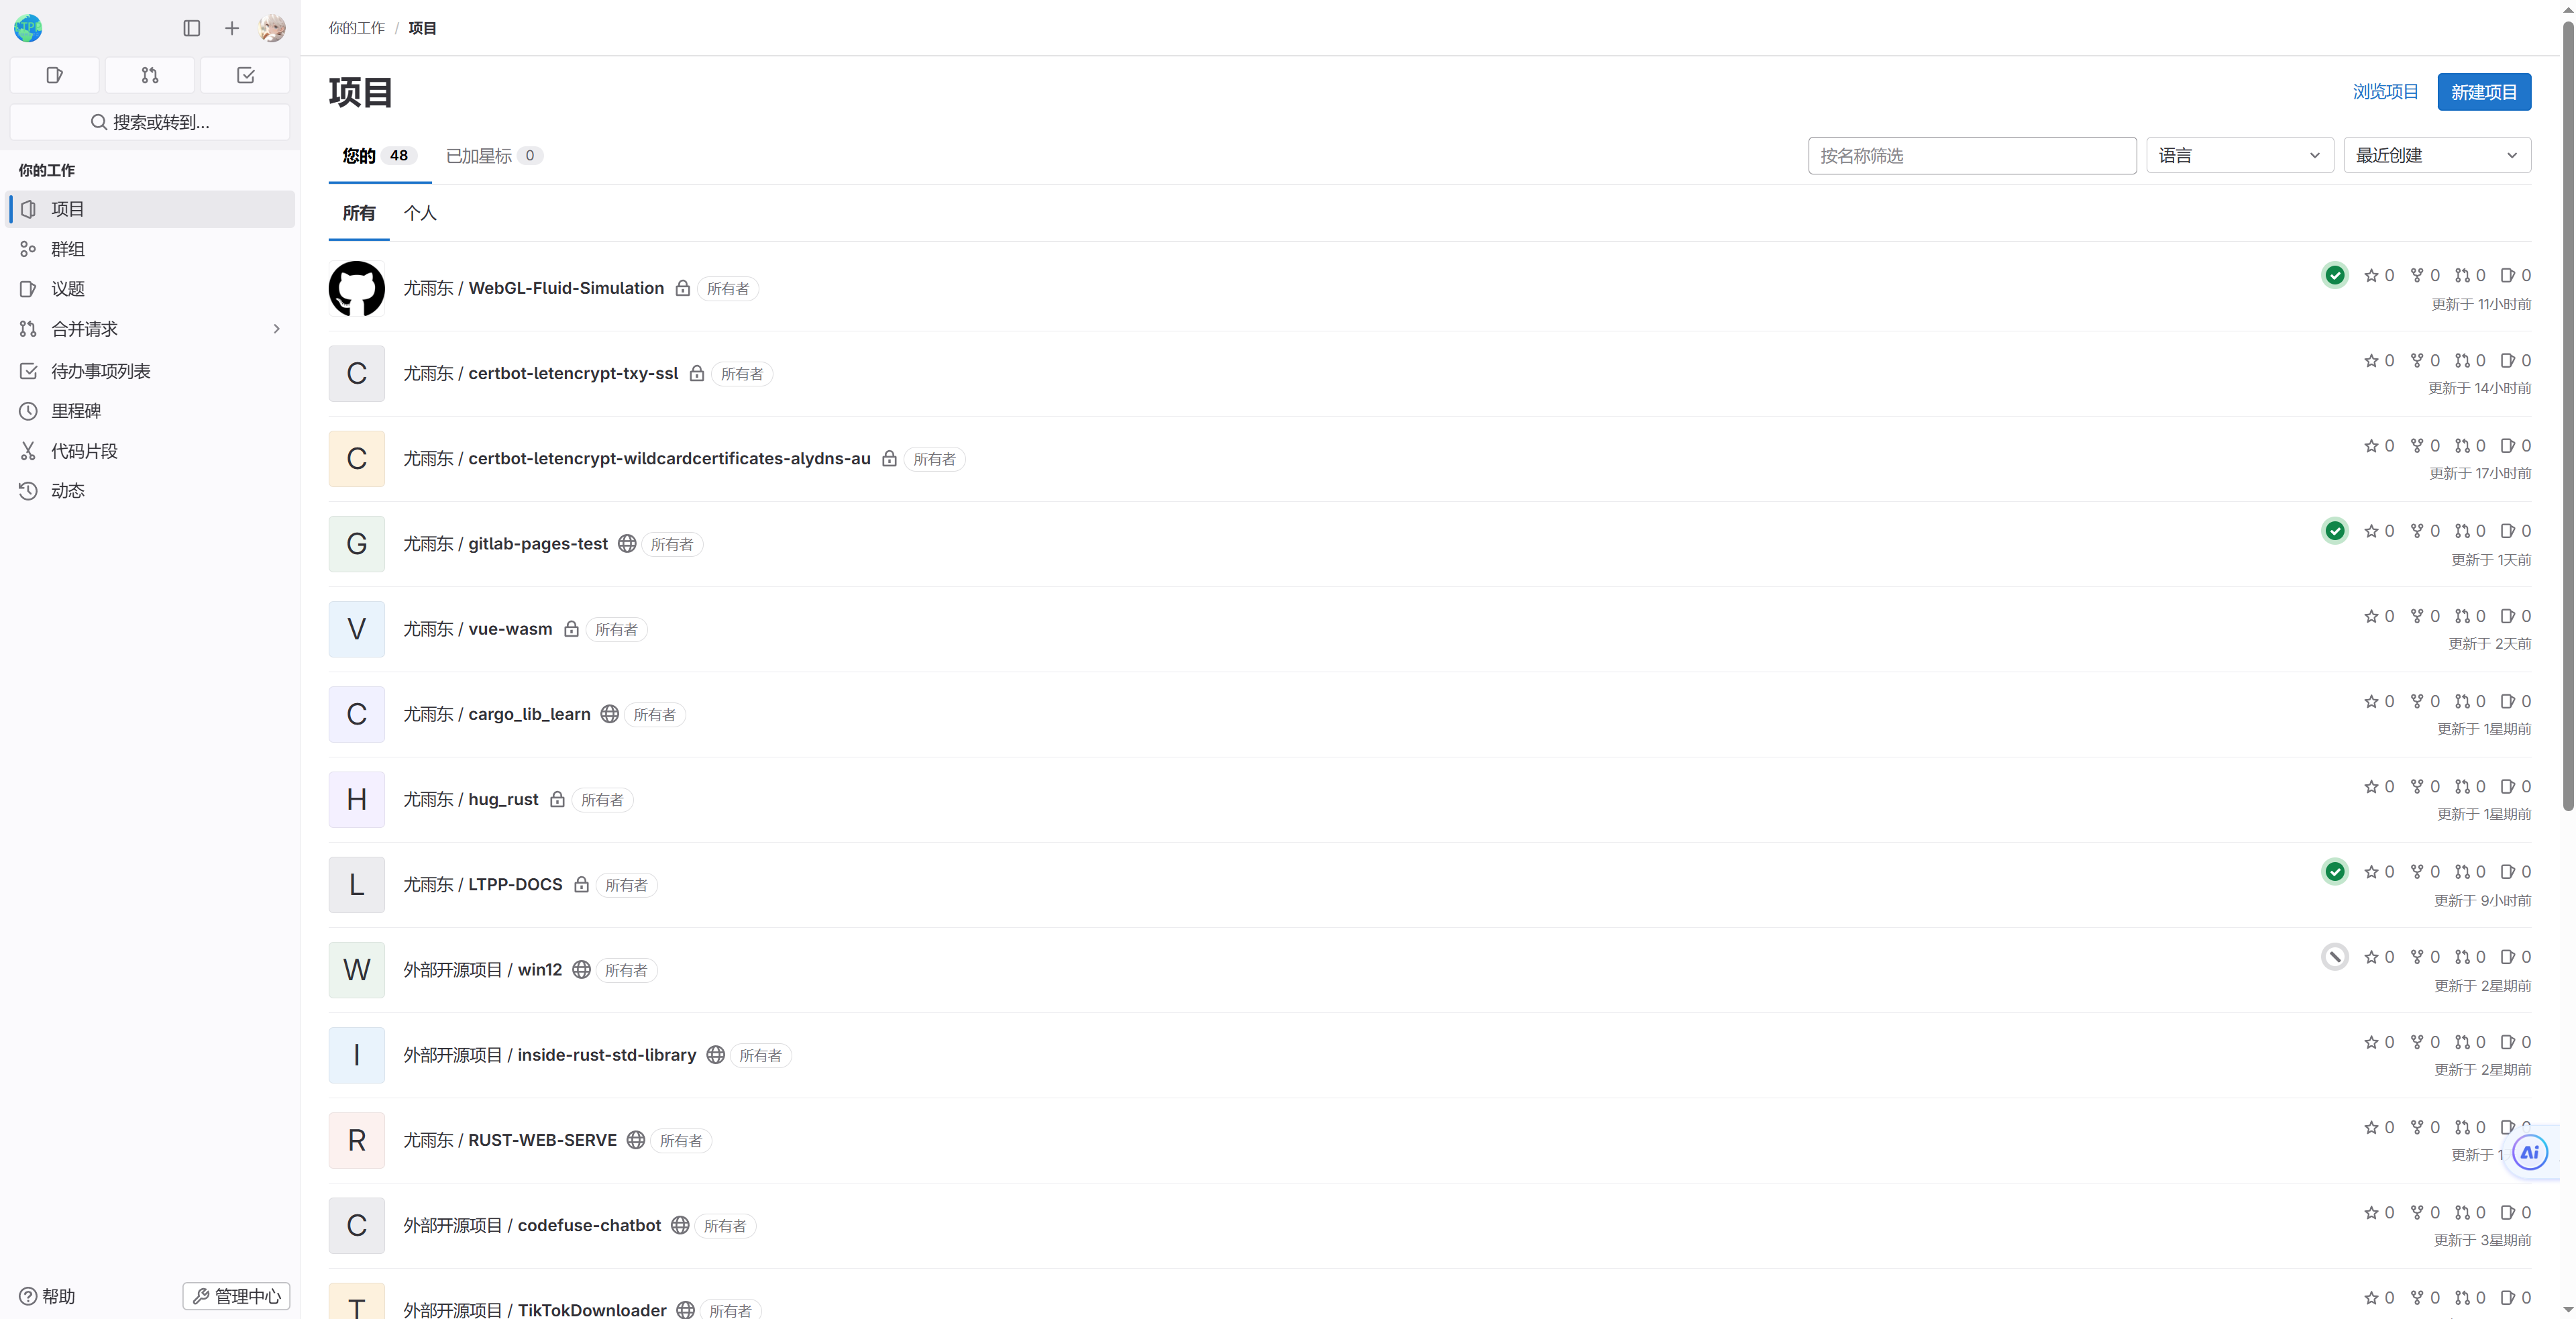 你的工作 / 项目
搜索或转到...
你的工作
项目
群组
议题
合并请求
待办事项列表
里程碑
代码片段
动态
帮助
管理中心
项目
浏览项目
新建项目
您的 48
已加星标 0
按名称筛选
语言
最近创建
所有
个人
尤雨东 / WebGL-Fluid-Simulation 所有者
0 0 0 0
更新于 11小时前
C
尤雨东 / certbot-letencrypt-txy-ssl 所有者
0 0 0 0
更新于 14小时前
C
尤雨东 / certbot-letencrypt-wildcardcertificates-alydns-au 所有者
0 0 0 0
更新于 17小时前
G
尤雨东 / gitlab-pages-test 所有者
0 0 0 0
更新于 1天前
V
尤雨东 / vue-wasm 所有者
0 0 0 0
更新于 2天前
C
尤雨东 / cargo_lib_learn 所有者
0 0 0 0
更新于 1星期前
H
尤雨东 / hug_rust 所有者
0 0 0 0
更新于 1星期前
L
尤雨东 / LTPP-DOCS 所有者
0 0 0 0
更新于 9小时前
W
外部开源项目 / win12 所有者
0 0 0 0
更新于 2星期前
I
外部开源项目 / inside-rust-std-library 所有者
0 0 0 0
更新于 2星期前
R
尤雨东 / RUST-WEB-SERVE 所有者
0 0 0 0
更新于 1
Ai
C
外部开源项目 / codefuse-chatbot 所有者
0 0 0 0
更新于 3星期前
T
外部开源项目 / TikTokDownloader 所有者
0 0 0 0